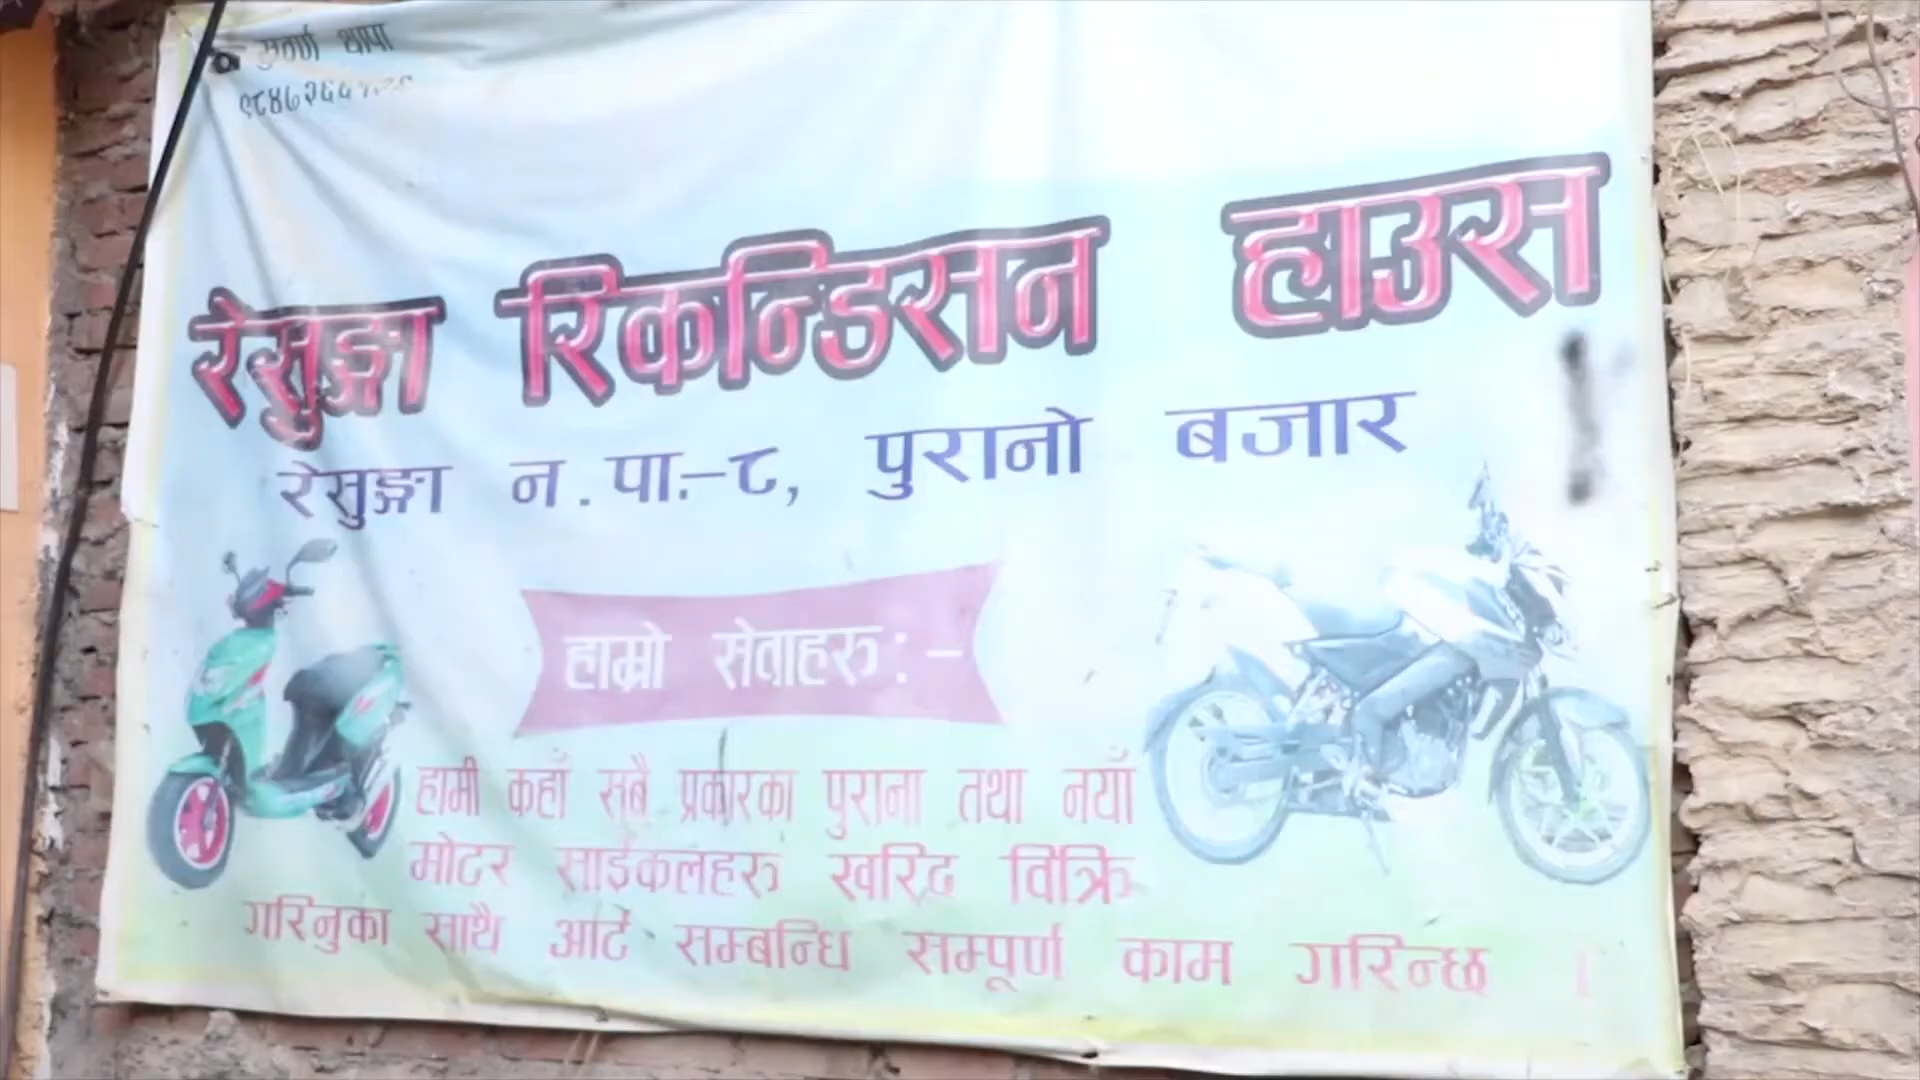 सुवर्ण थापा
रेसुङ्गा रिकन्डिसन हाउस
रेसुङ्गा न.पा.–८, पुरानो बजार
हाम्रो सेवाहरु:–
हामी कहाँ सबै प्रकारका पुराना तथा नयाँ
मोटर साईकलहरु खरिद विक्रि
गरिनुका साथै आर्ट सम्बन्धि सम्पूर्ण काम गरिन्छ ।